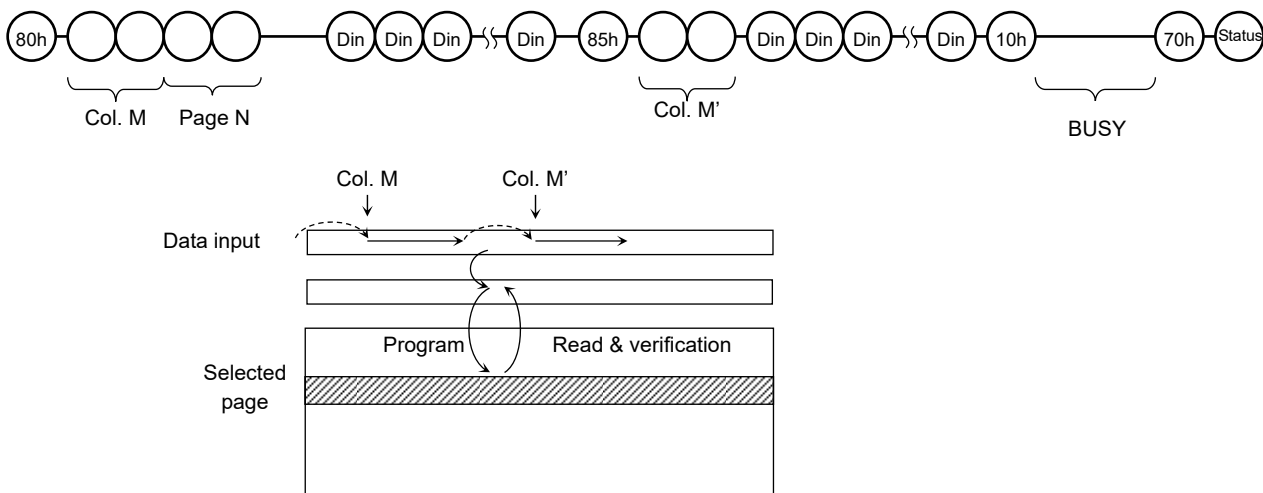 80h Din Din Din Din 85h Din Din Din Din 10h 70h Status
Col. M Page N Col. M’ BUSY
Col. M Col. M’
Data input
Program Read & verification
Selected
page